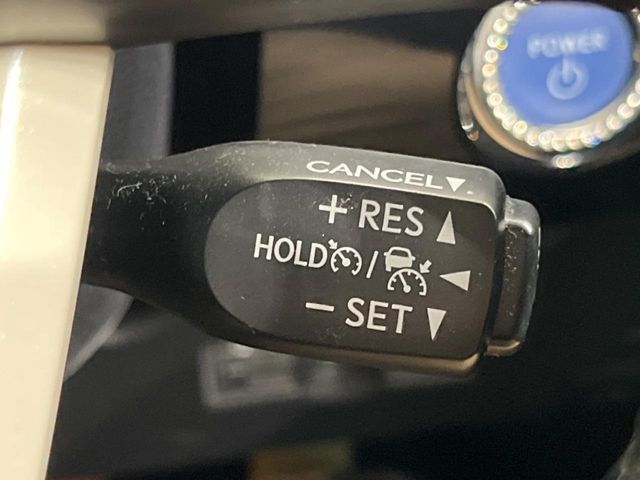 POWER
CANCEL▼
+ RES ▲
HOLD / ◄
− SET ▼